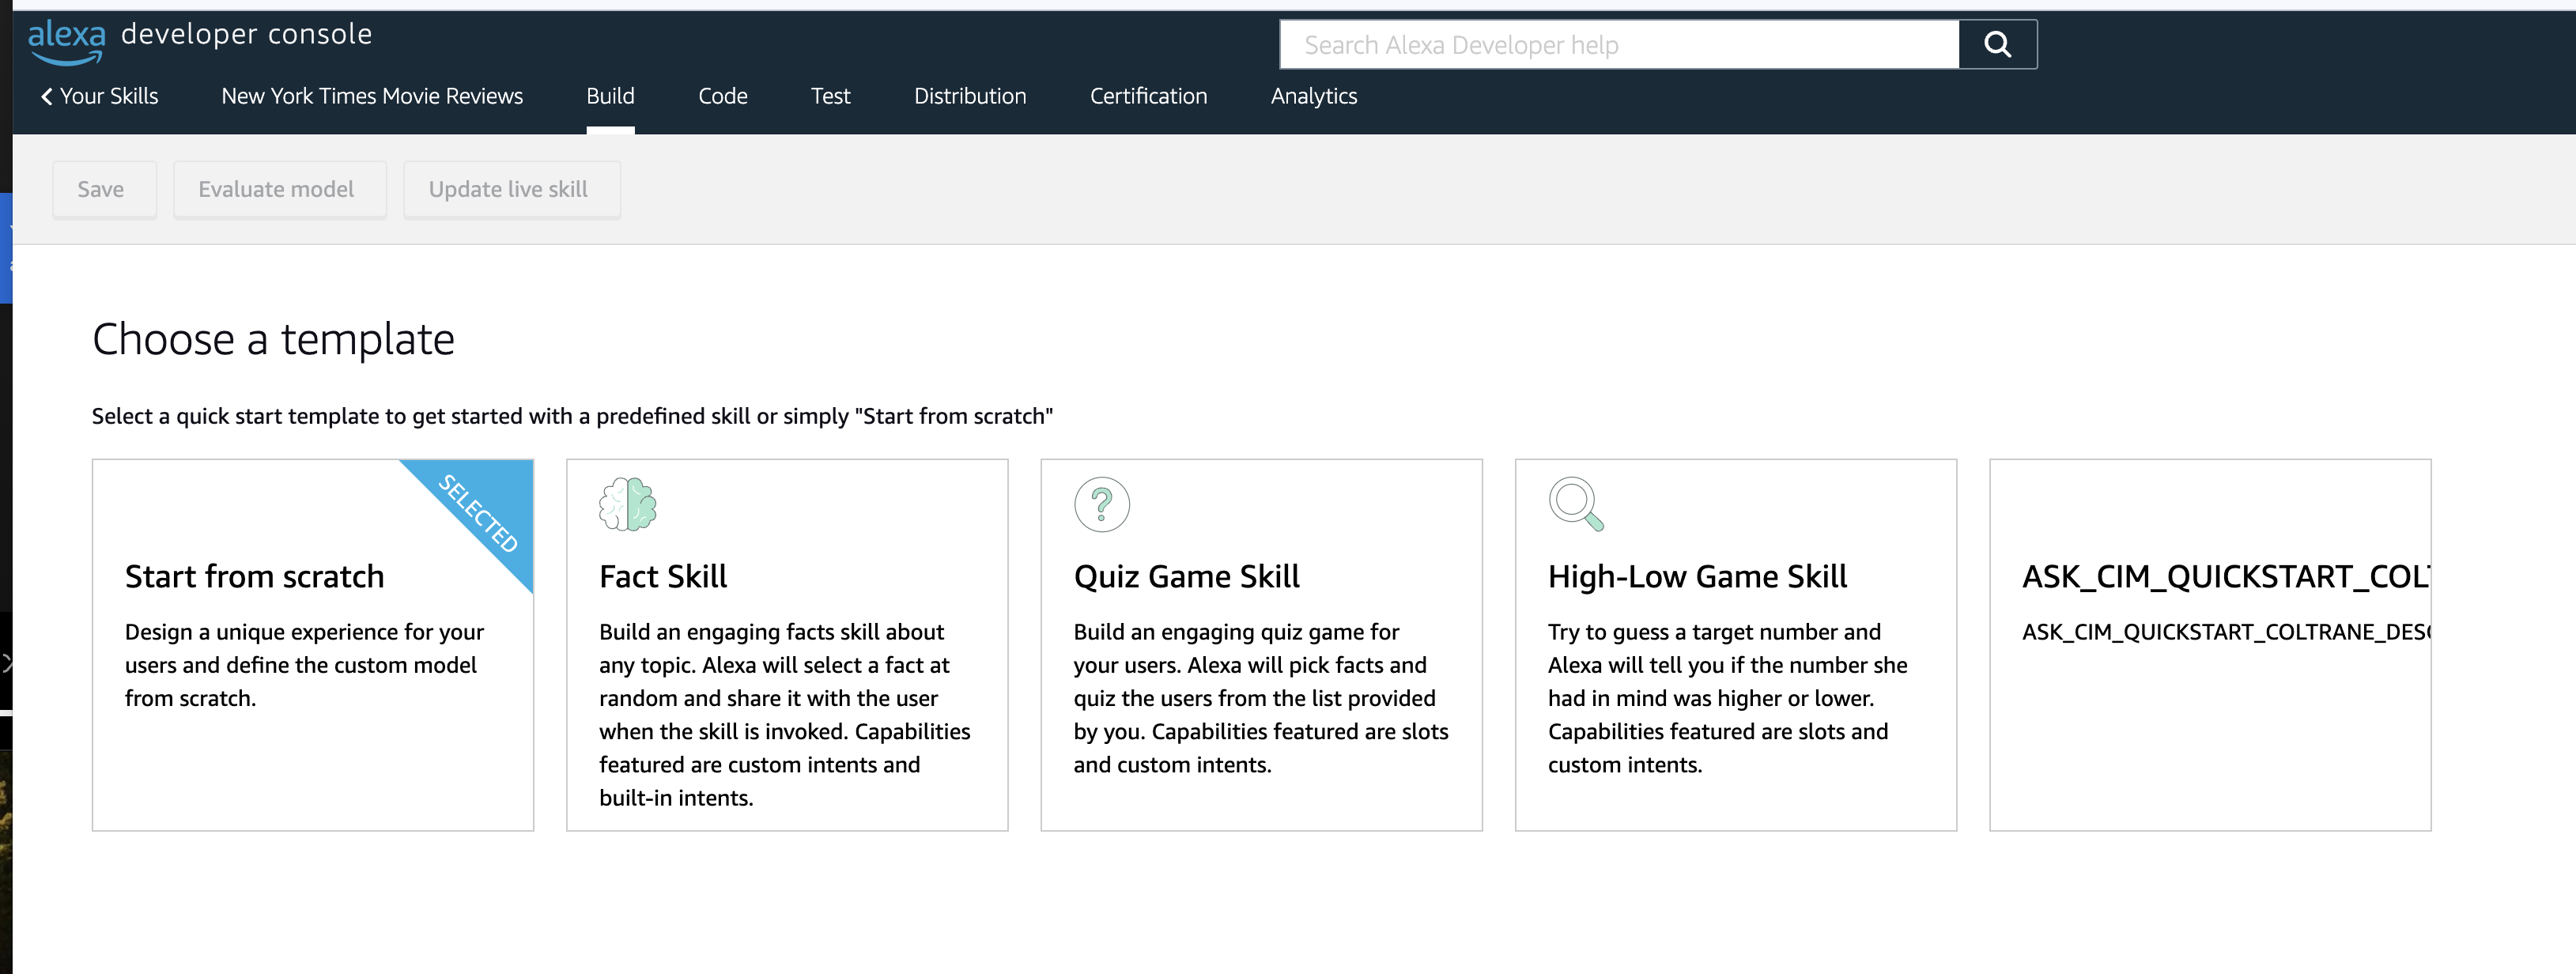 alexa developer console
Search Alexa Developer help
Your Skills
New York Times Movie Reviews
Build
Code
Test
Distribution
Certification
Analytics
Save
Evaluate model
Update live skill
Choose a template
Select a quick start template to get started with a predefined skill or simply "Start from scratch"
SELECTED
Start from scratch
Design a unique experience for your
users and define the custom model
from scratch.
Fact Skill
Build an engaging facts skill about
any topic. Alexa will select a fact at
random and share it with the user
when the skill is invoked. Capabilities
featured are custom intents and
built-in intents.
?
Quiz Game Skill
Build an engaging quiz game for
your users. Alexa will pick facts and
quiz the users from the list provided
by you. Capabilities featured are slots
and custom intents.
High-Low Game Skill
Try to guess a target number and
Alexa will tell you if the number she
had in mind was higher or lower.
Capabilities featured are slots and
custom intents.
ASK_CIM_QUICKSTART_COL
ASK_CIM_QUICKSTART_COLTRANE_DES